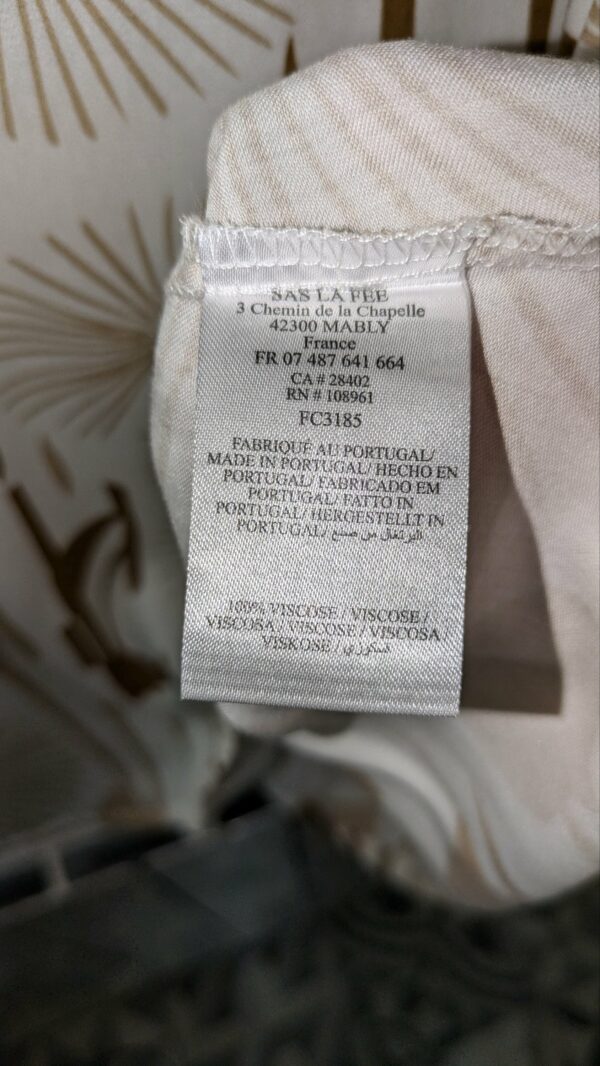 SAS LA FEE
3 Chemin de la Chapelle
42300 MABLY
France
FR 07 487 641 664
CA # 28402
RN # 108961
FC3185
FABRIQUÉ AU PORTUGAL/
MADE IN PORTUGAL/ HECHO EN
PORTUGAL/ FABRICADO EM
PORTUGAL/ FATTO IN
PORTUGAL/ HERGESTELLT IN
PORTUGAL/ البرتغال من صنع
100% VISCOSE / VISCOSE /
VISCOSA / VISCOSE / VISCOSA
VISKOSE /